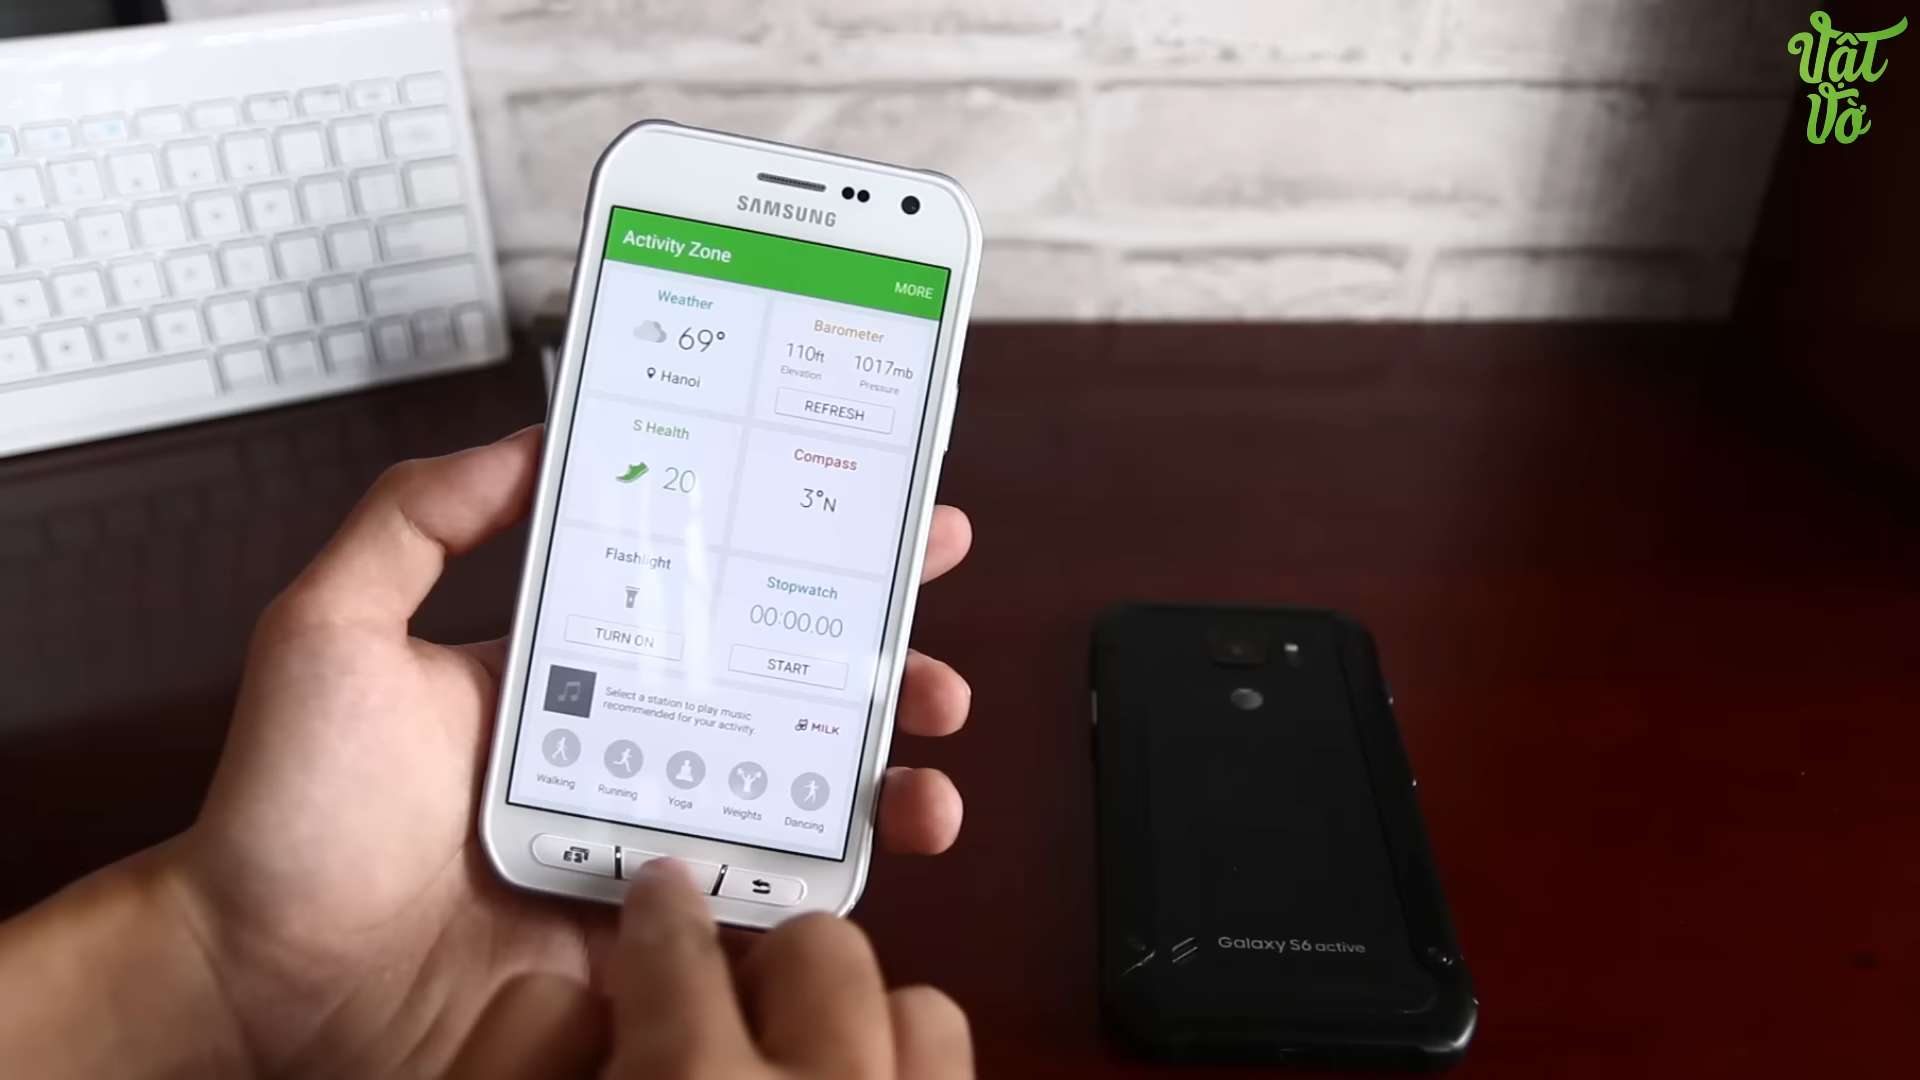 Vật
Vờ
SAMSUNG
Activity Zone
MORE
Weather
69°
Hanoi
Barometer
110ft
1017mb
Elevation
Pressure
REFRESH
S Health
20
Compass
3°N
Flashlight
TURN ON
Stopwatch
00:00.00
START
Select a station to play music
recommended for your activity.
MILK
Walking
Running
Yoga
Weights
Dancing
Galaxy S6 active